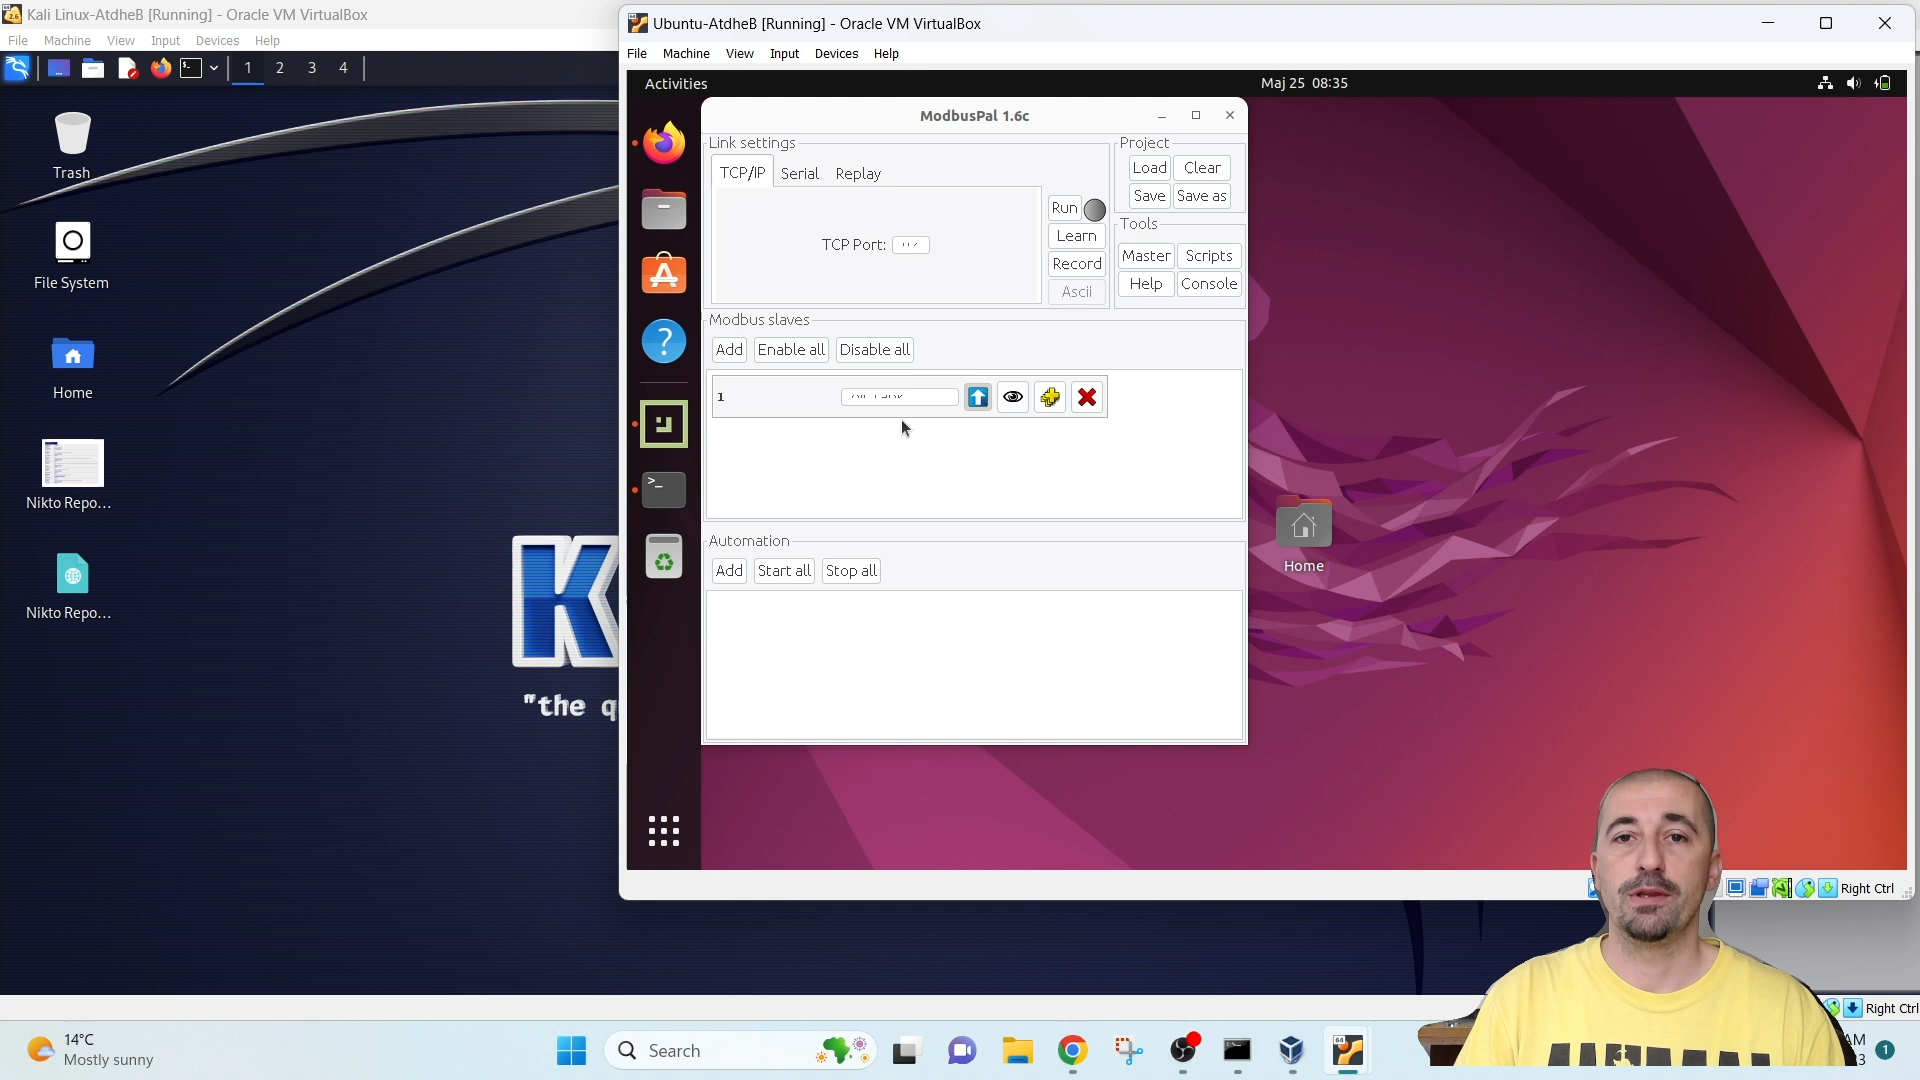 Kali Linux-AtdheB [Running] - Oracle VM VirtualBox
File Machine View Input Devices Help
1 2 3 4
Trash
File System
Home
Nikto Repo...
Nikto Repo...
"the q
Ubuntu-AtdheB [Running] - Oracle VM VirtualBox
File Machine View Input Devices Help
Activities
Maj 25 08:35
ModbusPal 1.6c
Link settings
TCP/IP Serial Replay
TCP Port:
Run
Learn
Record
Ascii
Project
Load Clear
Save Save as
Tools
Master Scripts
Help Console
Modbus slaves
Add Enable all Disable all
1
Automation
Add Start all Stop all
Home
Right Ctrl
Right Ctrl
14°C
Mostly sunny
Search
AM
1